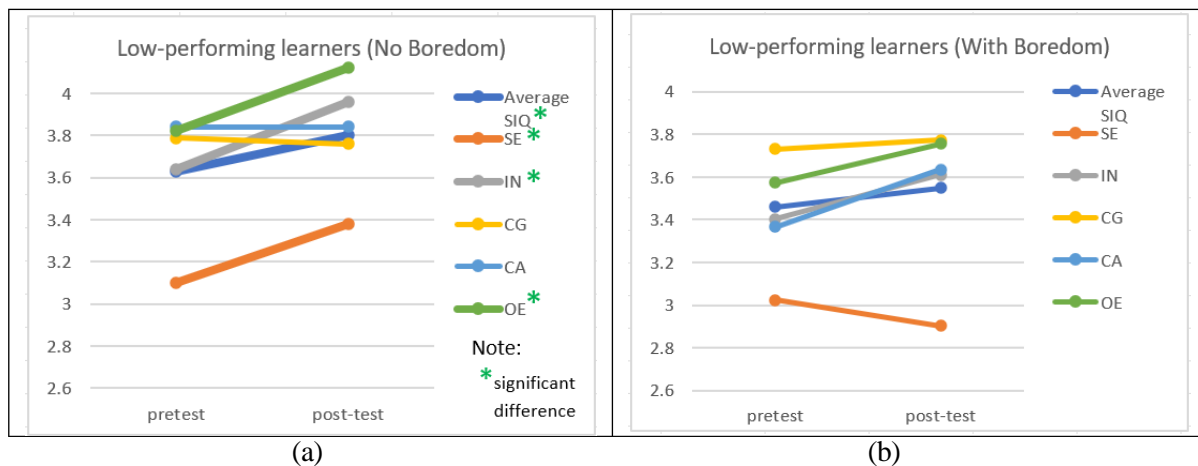 Low-performing learners (No Boredom)
4
3.8
3.6
3.4
3.2
3
2.8
2.6
pretest
post-test
Average
SIQ *
SE *
IN *
CG
CA
OE *
Note:
*significant
difference
(a)
Low-performing learners (With Boredom)
4
3.8
3.6
3.4
3.2
3
2.8
2.6
pretest
post-test
Average
SIQ
SE
IN
CG
CA
OE
(b)